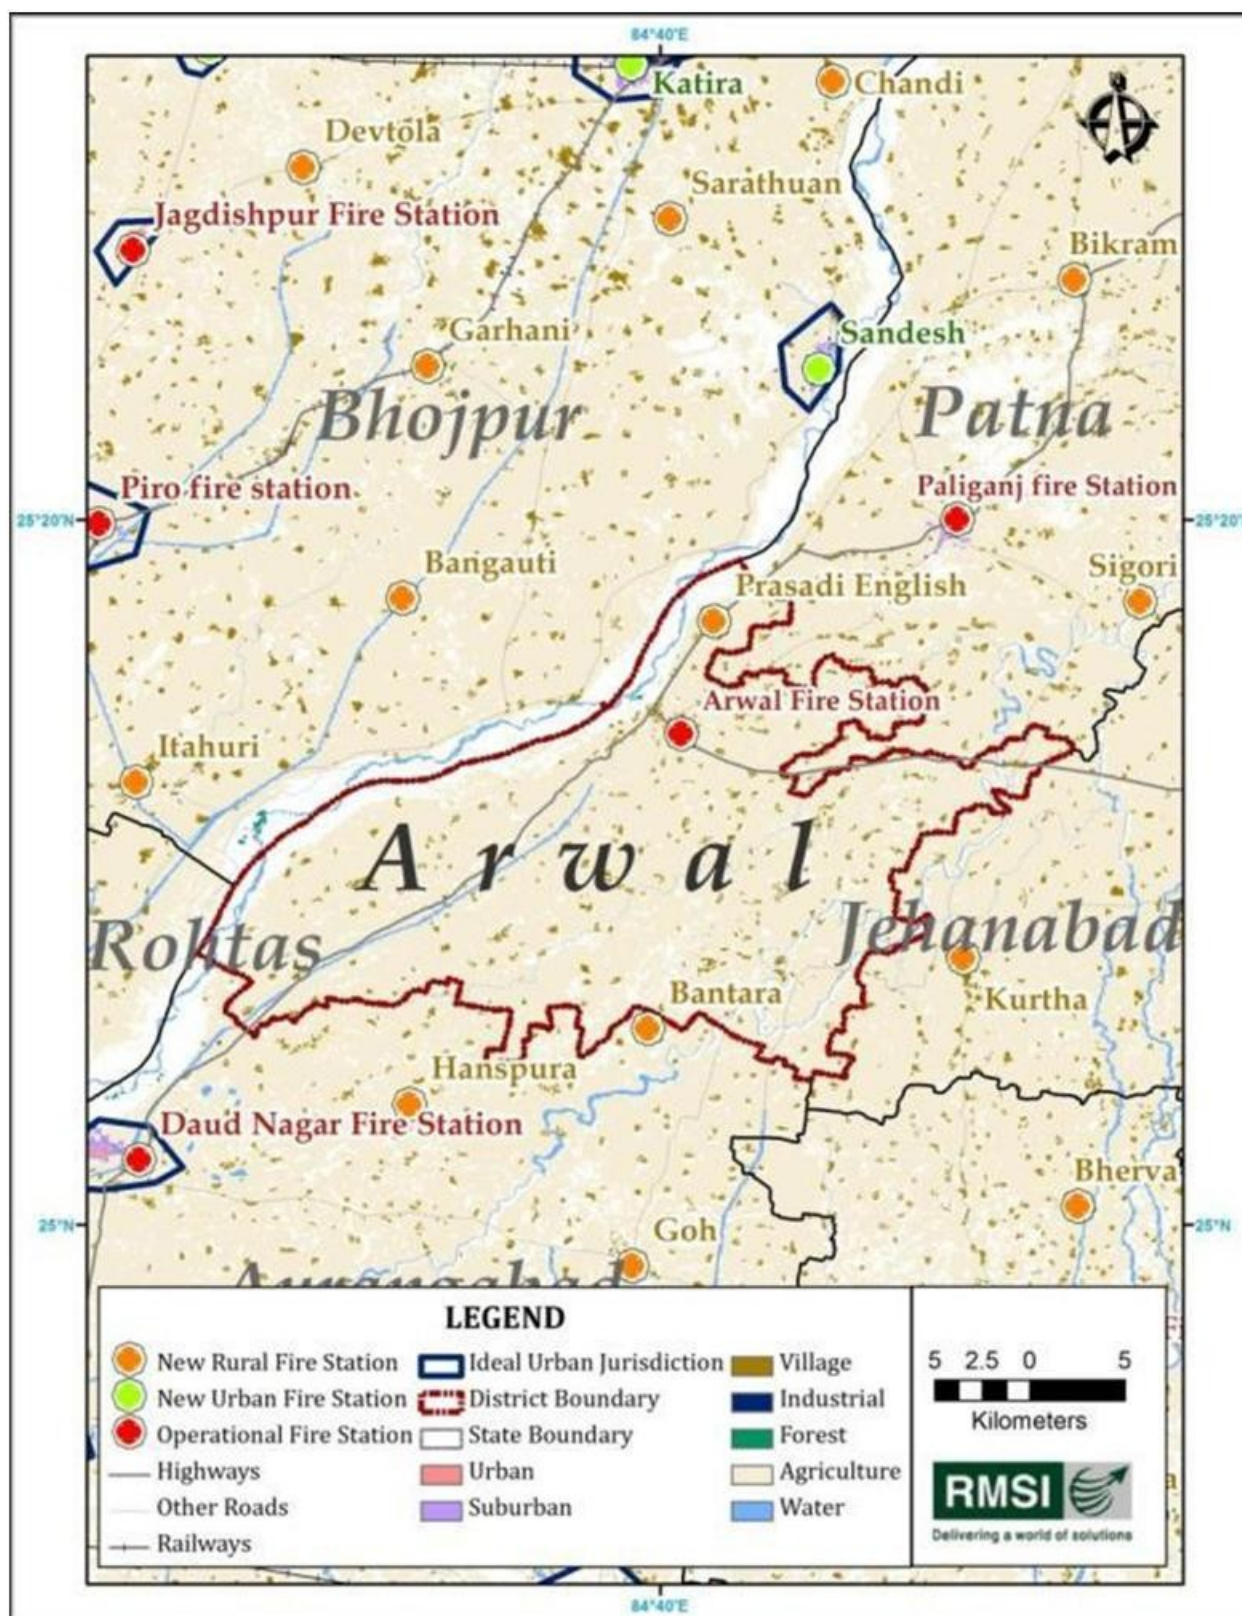 84°40'E
Katira
Chandi
Devtola
Sarathuan
Jagdishpur Fire Station
Bikram
Garhani
Sandesh
Bhojpur
Patna
Piro fire station
Paliganj fire Station
25°20'N
25°20'
Bangauti
Sigori
Prasadi English
Arwal Fire Station
Itahuri
Arwal
Rohtas
Jehanabad
Bantara
Kurtha
Hanspura
Daud Nagar Fire Station
Bherva
25°N
25°N
Goh
Aurangabad
LEGEND
New Rural Fire Station
Ideal Urban Jurisdiction
Village
New Urban Fire Station
District Boundary
Industrial
Operational Fire Station
State Boundary
Forest
Highways
Urban
Agriculture
Other Roads
Suburban
Water
Railways
5 2.5 0 5
Kilometers
RMSI
Delivering a world of solutions
84°40'E